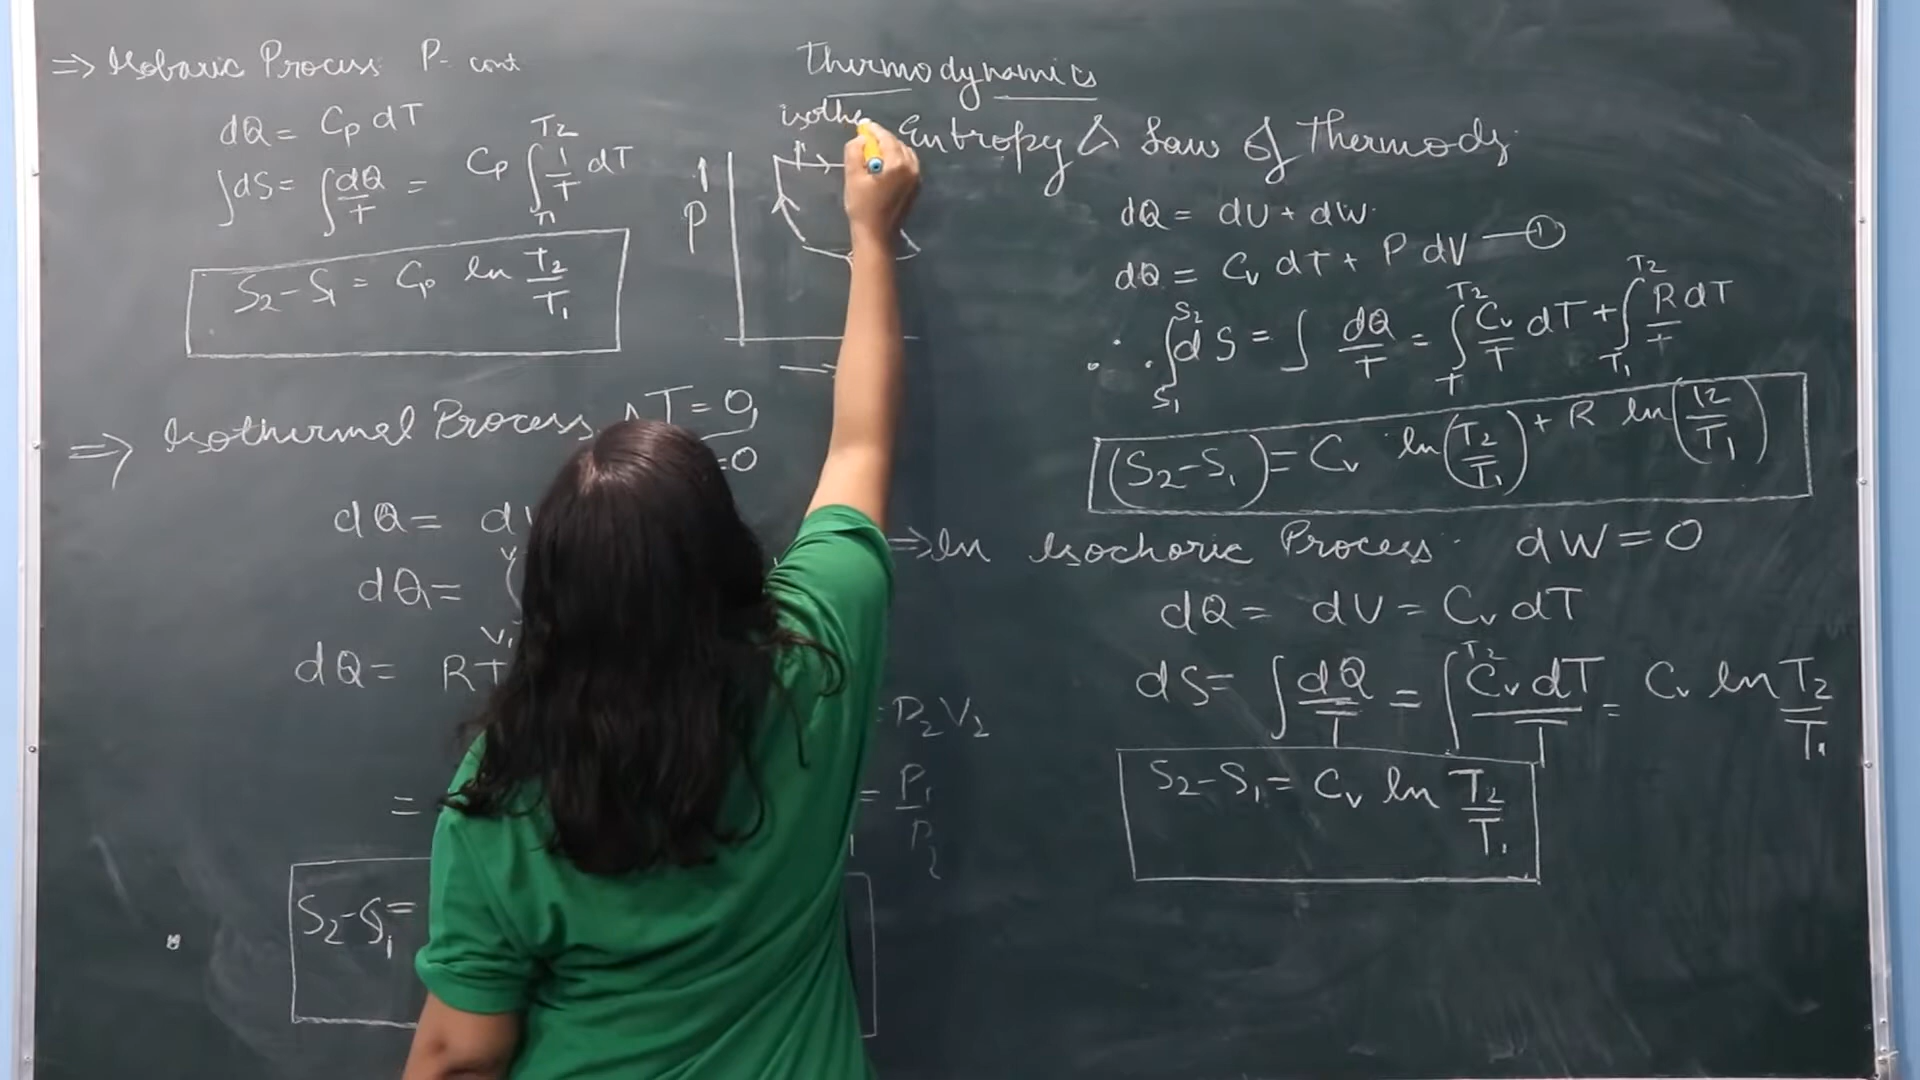 Thermodynamics
Entropy & Law of Thermody
⇒ Isobaric Process P- cont
dQ = Cp dT
∫dS = ∫dQ/T = Cp ∫T1 T2 1/T dT
S2-S1 = Cp ln T2/T1
isothe
P
⇒ Isothermal Process ΔT = 0,
=0
dQ =
dQ =
dQ = RT
= P2V2
=
= P1/P2
S2-S1 =
dQ = dU + dW
dQ = Cv dT + P dV —①
∴ ∫S1 S2 dS = ∫ dQ/T = ∫T T2 Cv/T dT + ∫T1 T2 R dT/T
(S2-S1) = Cv ln(T2/T1) + R ln(T2/T1)
⇒ In Isochoric Process dW = 0
dQ = dU = Cv dT
dS = ∫dQ/T = ∫T2 Cv dT/T = Cv ln T2/T1
S2-S1 = Cv ln T2/T1